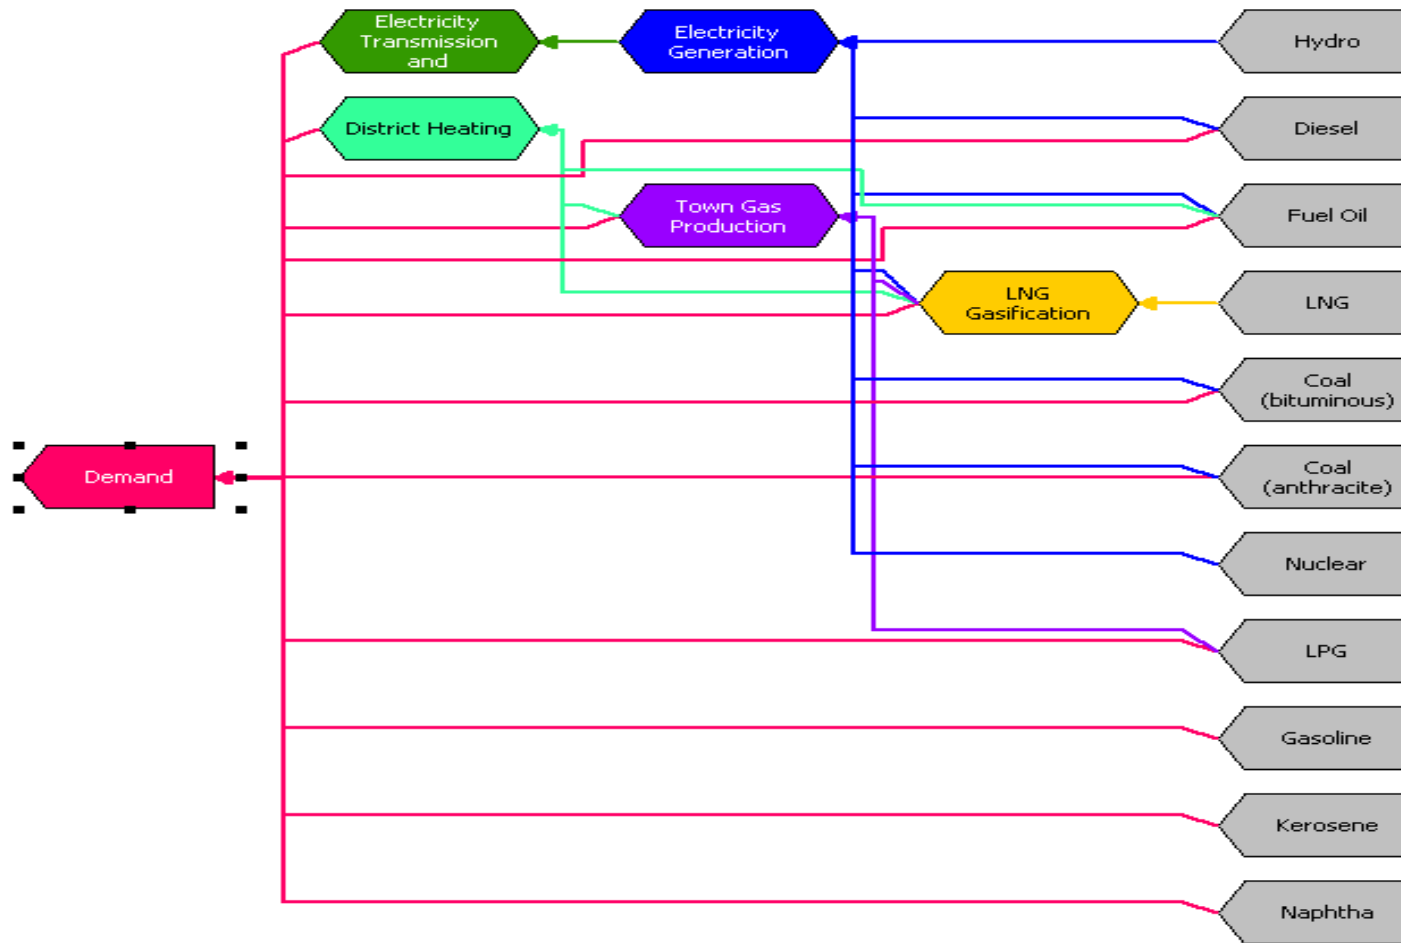 Electricity
Transmission
and
Electricity
Generation
Hydro
District Heating
Diesel
Town Gas
Production
Fuel Oil
LNG
Gasification
LNG
Coal
(bituminous)
Demand
Coal
(anthracite)
Nuclear
LPG
Gasoline
Kerosene
Naphtha